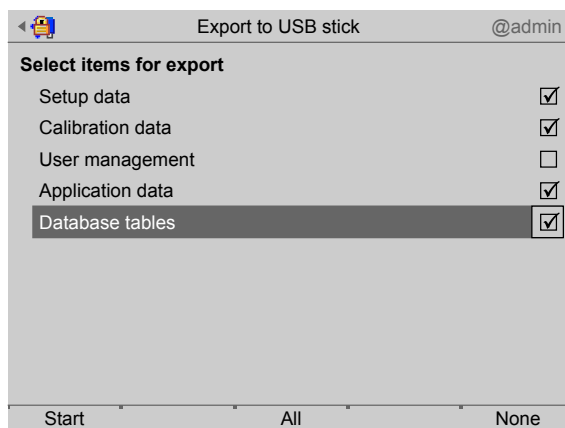 Export to USB stick @admin
Select items for export
Setup data
Calibration data
User management
Application data
Database tables
Start All None